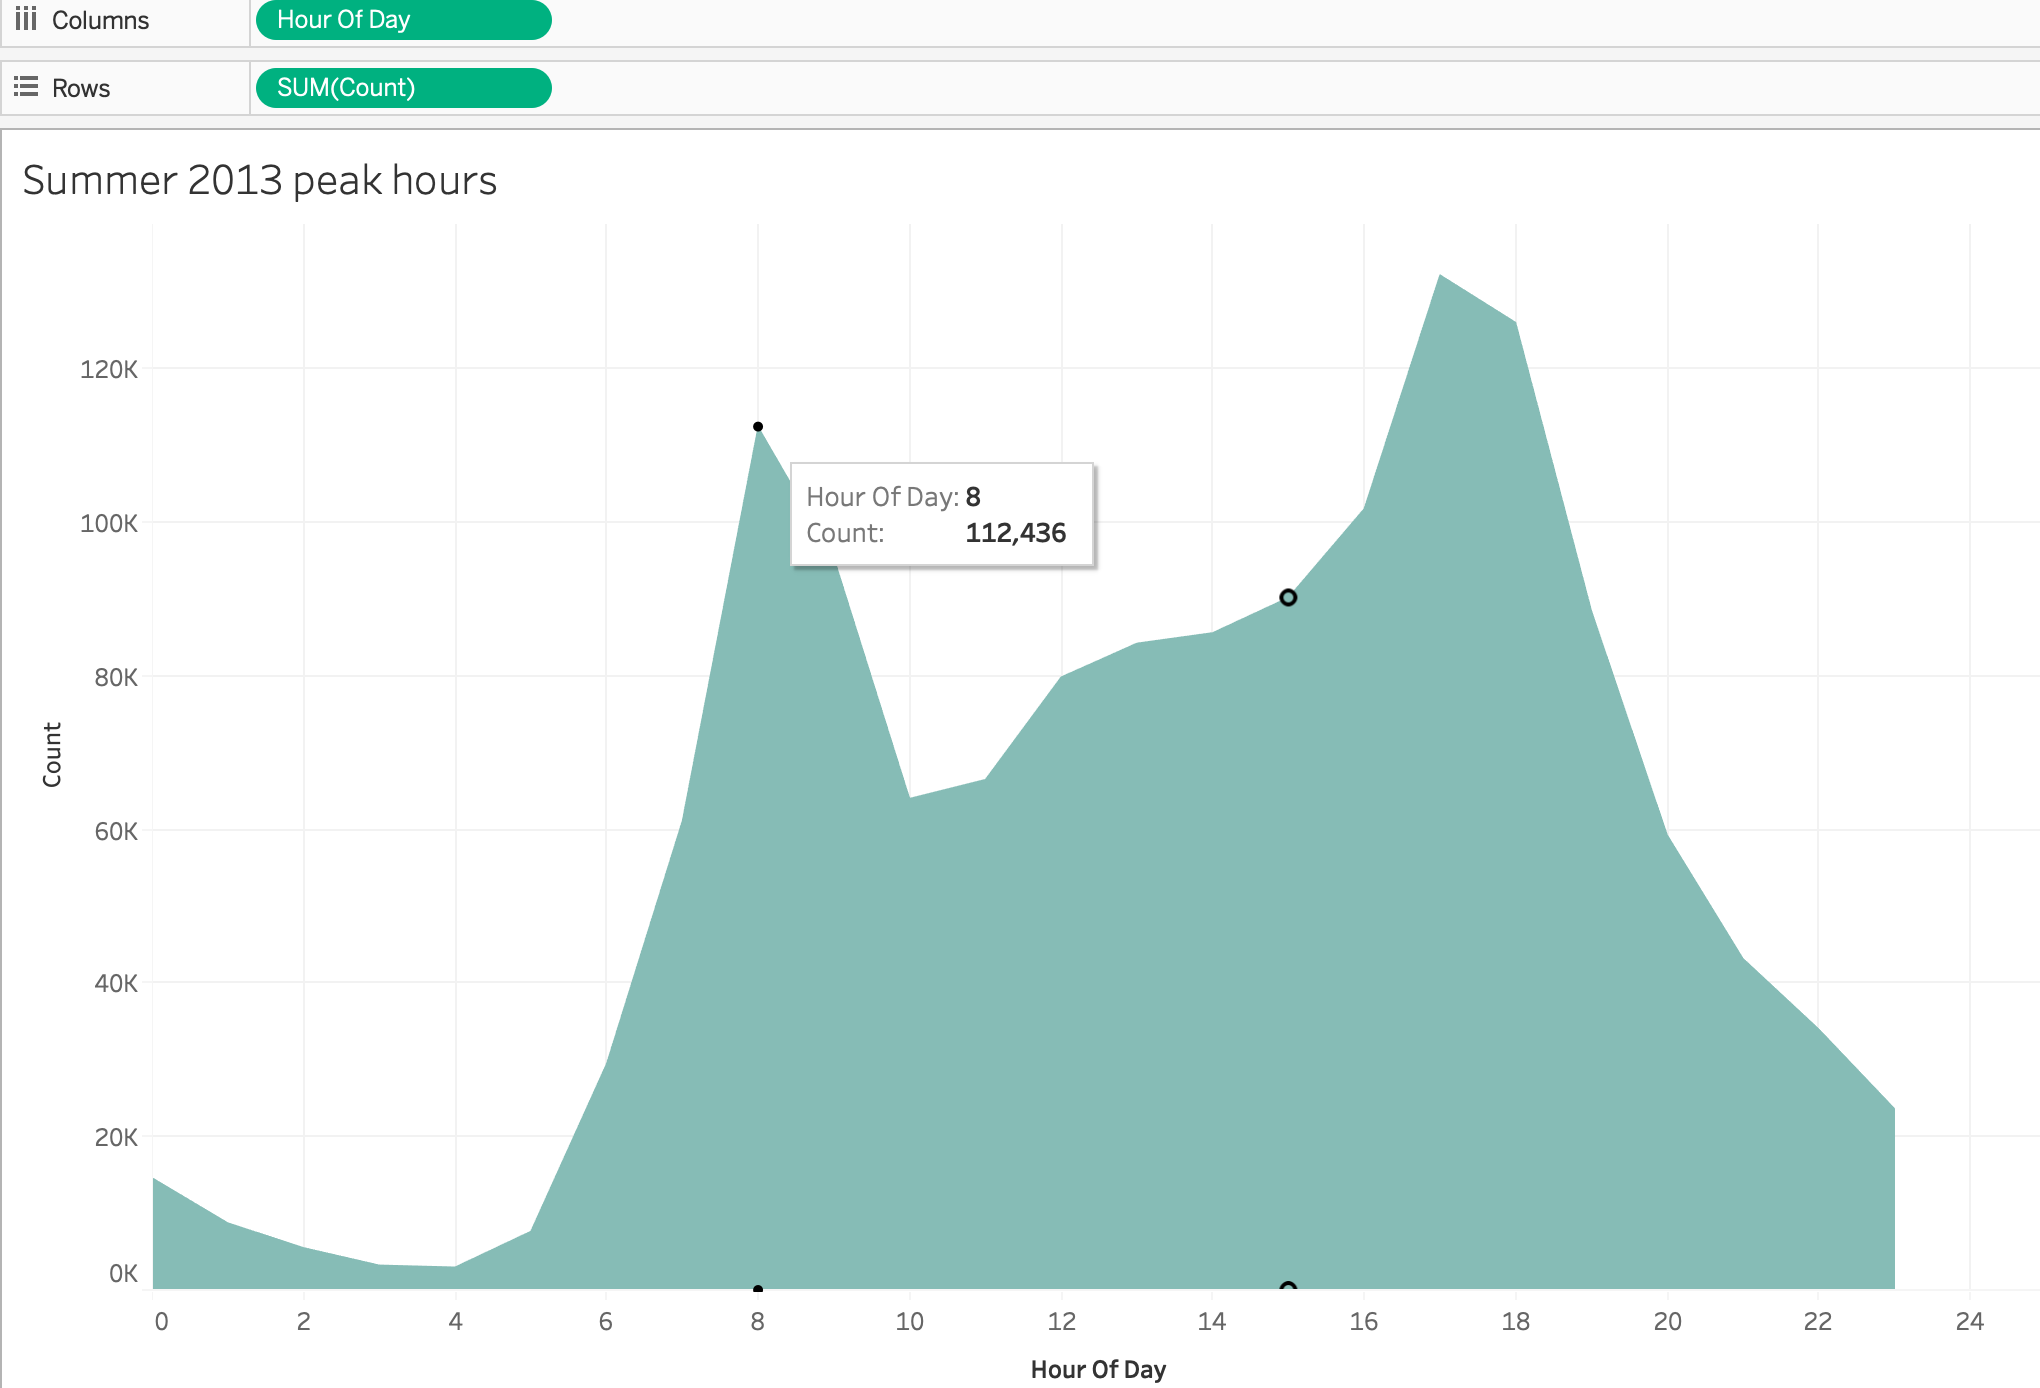 Columns
Hour Of Day
Rows
SUM(Count)
Summer 2013 peak hours
120K
100K
80K
60K
40K
20K
0K
Count
Hour Of Day: 8
Count: 112,436
0 2 4 6 8 10 12 14 16 18 20 22 24
Hour Of Day